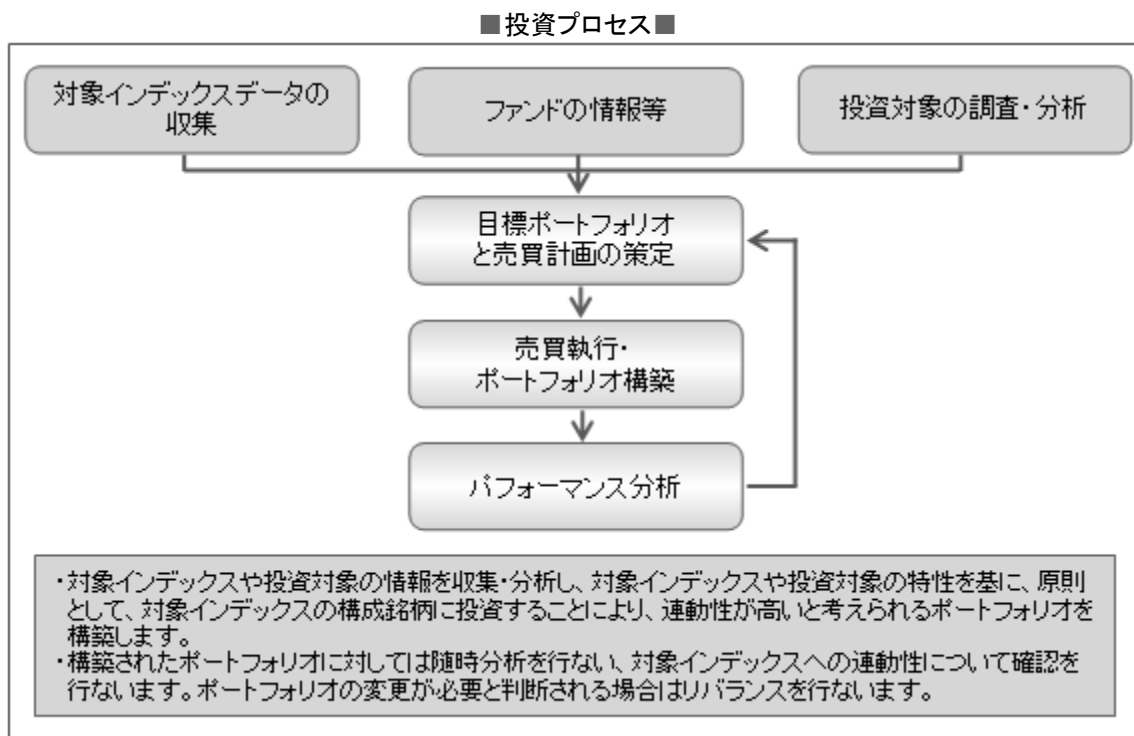 ■投資プロセス■
対象インデックスデータの
収集
ファンドの情報等
投資対象の調査・分析
目標ポートフォリオ
と売買計画の策定
売買執行・
ポートフォリオ構築
パフォーマンス分析
・対象インデックスや投資対象の情報を収集・分析し、対象インデックスや投資対象の特性を基に、原則
として、対象インデックスの構成銘柄に投資することにより、連動性が高いと考えられるポートフォリオを
構築します。
・構築されたポートフォリオに対しては随時分析を行ない、対象インデックスへの連動性について確認を
行ないます。ポートフォリオの変更が必要と判断される場合はリバランスを行ないます。